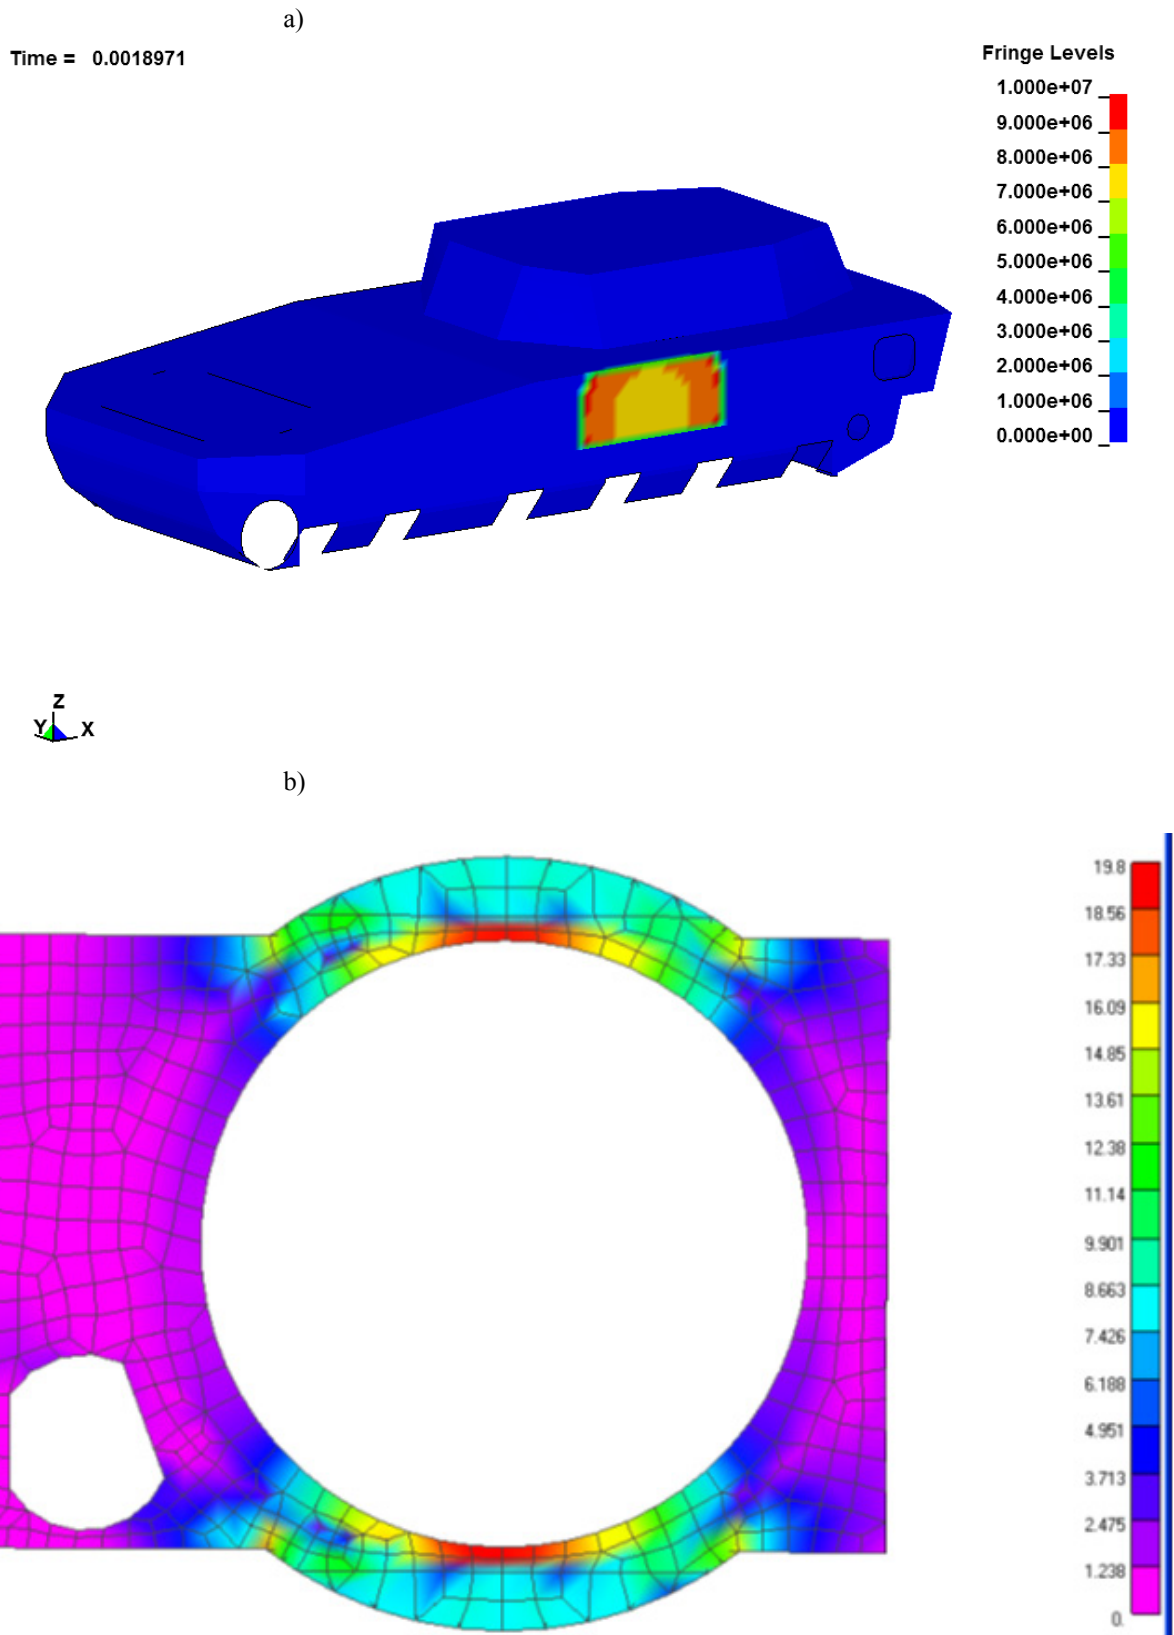 a)
Time = 0.0018971
Fringe Levels
1.000e+07
9.000e+06
8.000e+06
7.000e+06
6.000e+06
5.000e+06
4.000e+06
3.000e+06
2.000e+06
1.000e+06
0.000e+00
Z
Y X
b)
19.8
18.56
17.33
16.09
14.85
13.61
12.38
11.14
9.901
8.663
7.426
6.188
4.951
3.713
2.475
1.238
0.